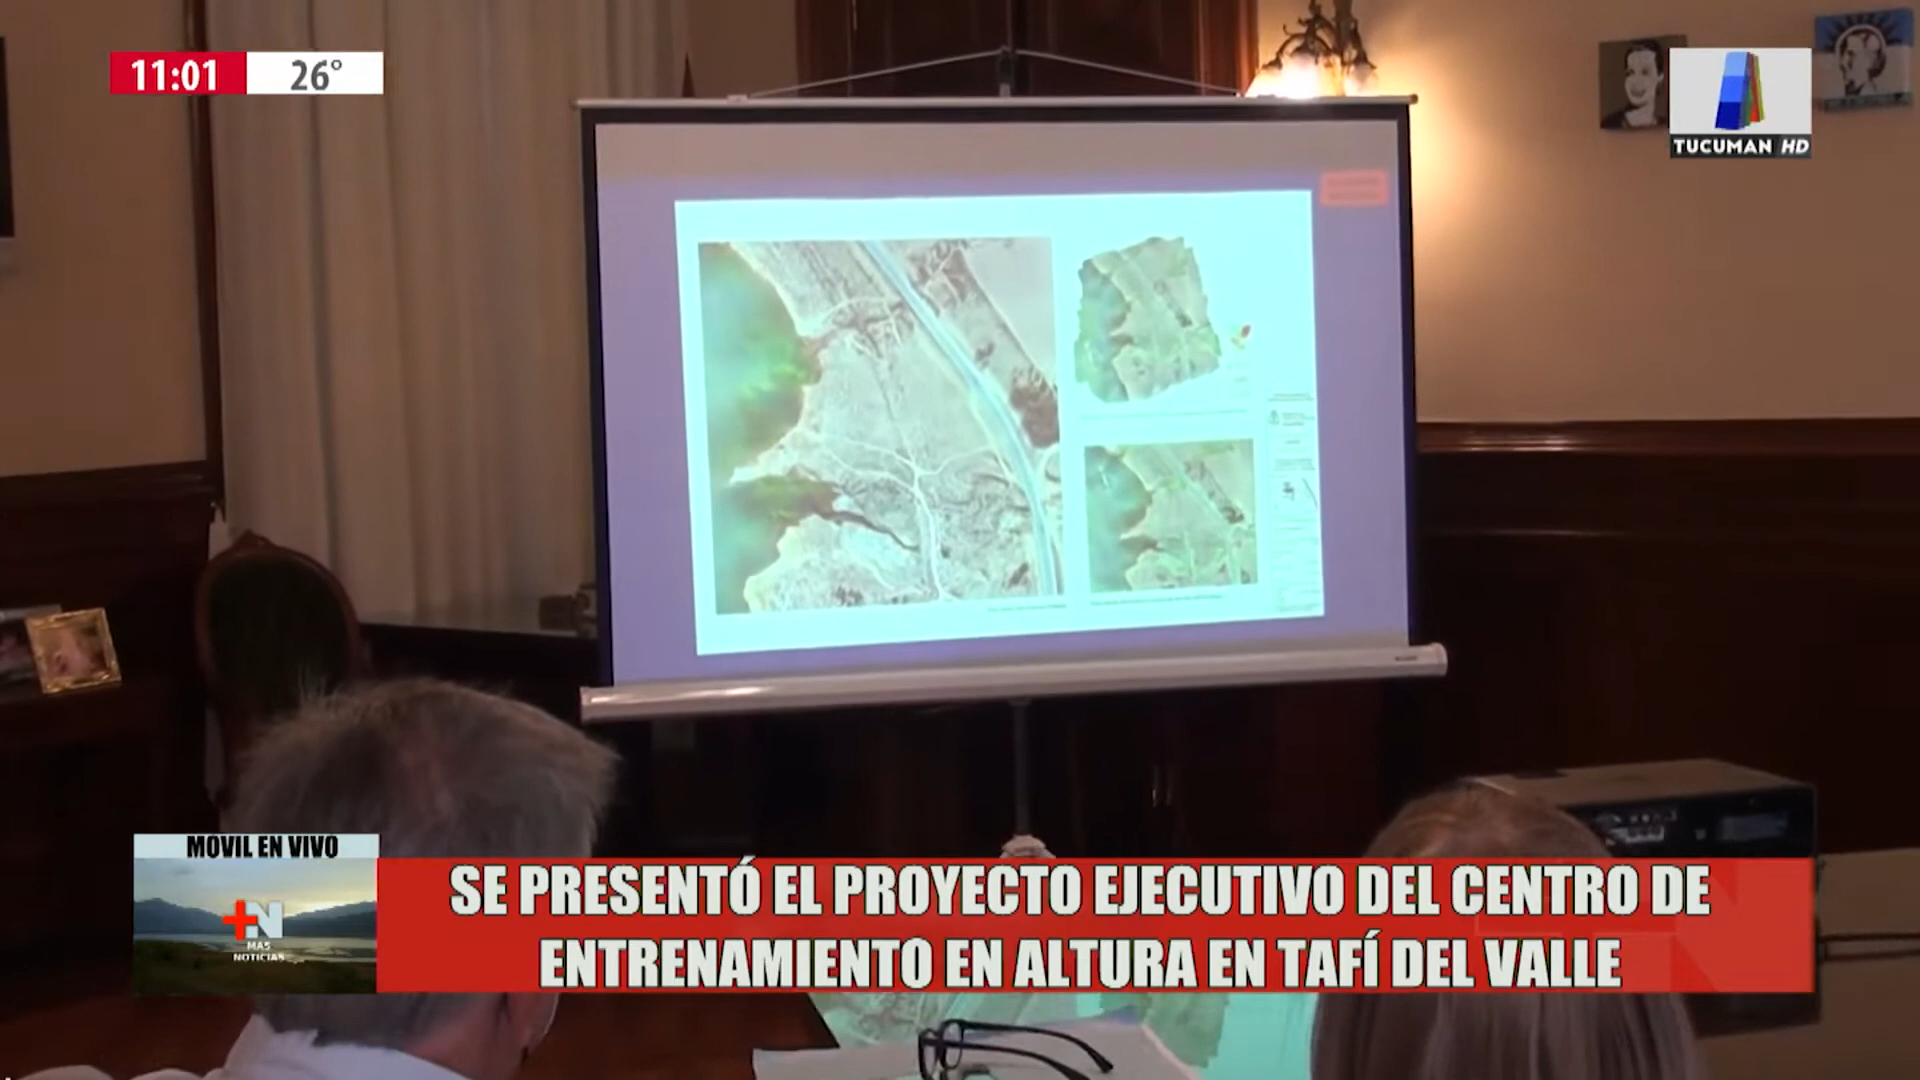 11:01 26°
TUCUMAN HD
MOVIL EN VIVO
+N
MAS
NOTICIAS
SE PRESENTÓ EL PROYECTO EJECUTIVO DEL CENTRO DE
ENTRENAMIENTO EN ALTURA EN TAFÍ DEL VALLE